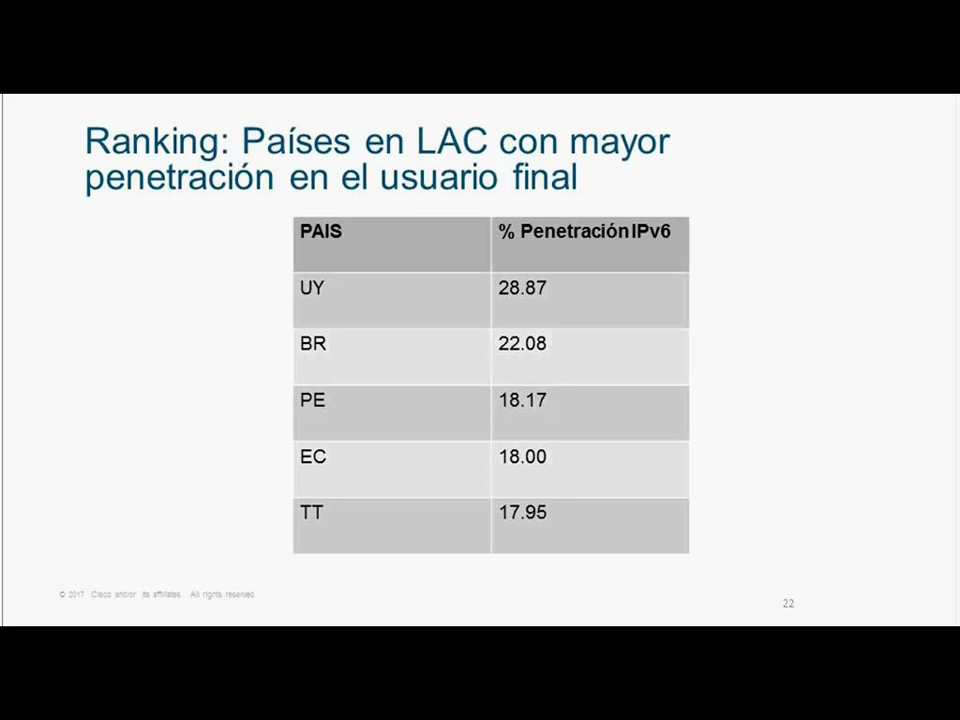 Ranking: Países en LAC con mayor
penetración en el usuario final
PAIS % Penetración IPv6
UY 28.87
BR 22.08
PE 18.17
EC 18.00
TT 17.95
© 2017 Cisco and/or its affiliates. All rights reserved
22